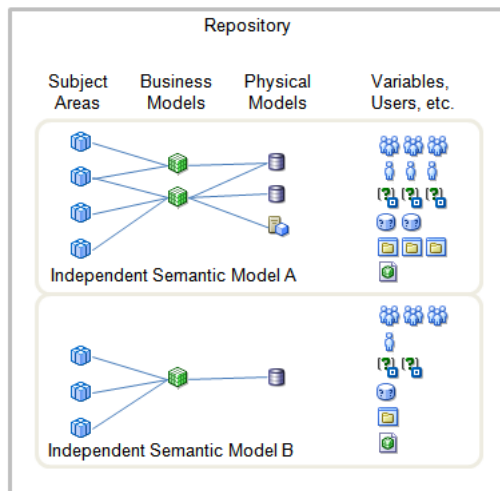 Repository
Subject
Areas
Business
Models
Physical
Models
Variables,
Users, etc.
Independent Semantic Model A
Independent Semantic Model B